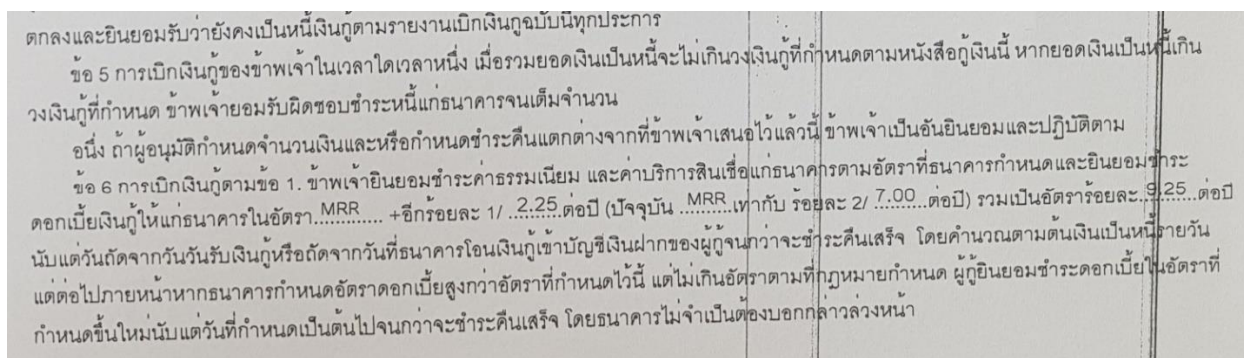 ตกลงและยินยอมรับว่ายังคงเป็นหนี้เงินกู้ตามรายงานเบิกเงินกู้ฉบับนี้ทุกประการ
ข้อ 5 การเบิกเงินกู้ของข้าพเจ้าในเวลาใดเวลาหนึ่ง เมื่อรวมยอดเงินเป็นหนี้จะไม่เกินวงเงินกู้ที่กำหนดตามหนังสือกู้เงินนี้ หากยอดเงินเป็นหนี้เกิน
วงเงินกู้ที่กำหนด ข้าพเจ้ายอมรับผิดชอบชำระหนี้แก่ธนาคารจนเต็มจำนวน
อนึ่ง ถ้าผู้อนุมัติกำหนดจำนวนเงินและหรือกำหนดชำระคืนแตกต่างจากที่ข้าพเจ้าเสนอไว้แล้วนี้ ข้าพเจ้าเป็นอันยินยอมและปฏิบัติตาม
ข้อ 6 การเบิกเงินกู้ตามข้อ 1. ข้าพเจ้ายินยอมชำระค่าธรรมเนียม และค่าบริการสินเชื่อแก่ธนาคารตามอัตราที่ธนาคารกำหนดและยินยอมชำระ
ดอกเบี้ยเงินกู้ให้แก่ธนาคารในอัตรา..MRR........ +อีกร้อยละ 1/ ..2.25..ต่อปี (ปัจจุบัน ...MRR...เท่ากับ ร้อยละ 2/ .7.00...ต่อปี) รวมเป็นอัตราร้อยละ..9.25..ต่อปี
นับแต่วันถัดจากวันวันรับเงินกู้หรือถัดจากวันที่ธนาคารโอนเงินกู้เข้าบัญชีเงินฝากของผู้กู้จนกว่าจะชำระคืนเสร็จ โดยคำนวณตามต้นเงินเป็นหนี้รายวัน
แต่ต่อไปภายหน้าหากธนาคารกำหนดอัตราดอกเบี้ยสูงกว่าอัตราที่กำหนดไว้นี้ แต่ไม่เกินอัตราตามที่กฎหมายกำหนด ผู้กู้ยินยอมชำระดอกเบี้ยในอัตราที่
กำหนดขึ้นใหม่นับแต่วันที่กำหนดเป็นต้นไปจนกว่าจะชำระคืนเสร็จ โดยธนาคารไม่จำเป็นต้องบอกกล่าวล่วงหน้า